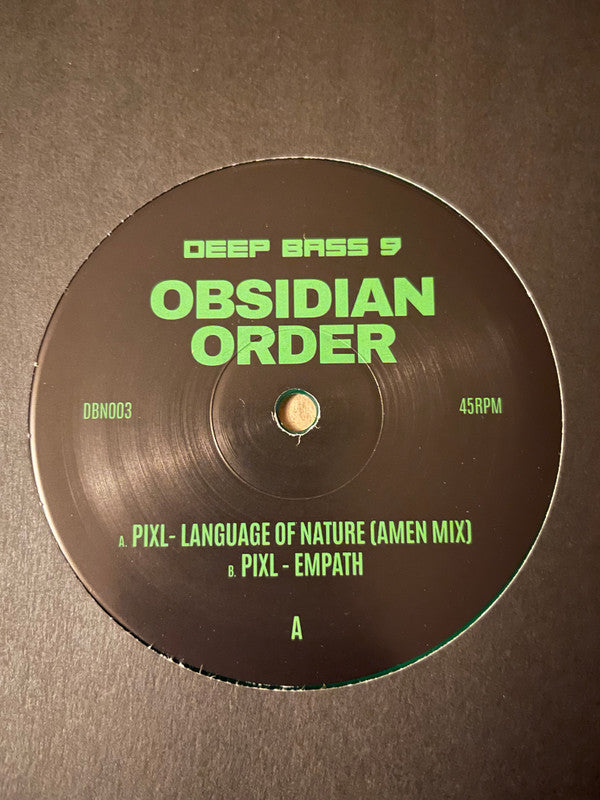 DEEP BASS 9
OBSIDIAN
ORDER
DBN003
45RPM
A. PIXL- LANGUAGE OF NATURE (AMEN MIX)
B. PIXL - EMPATH
A